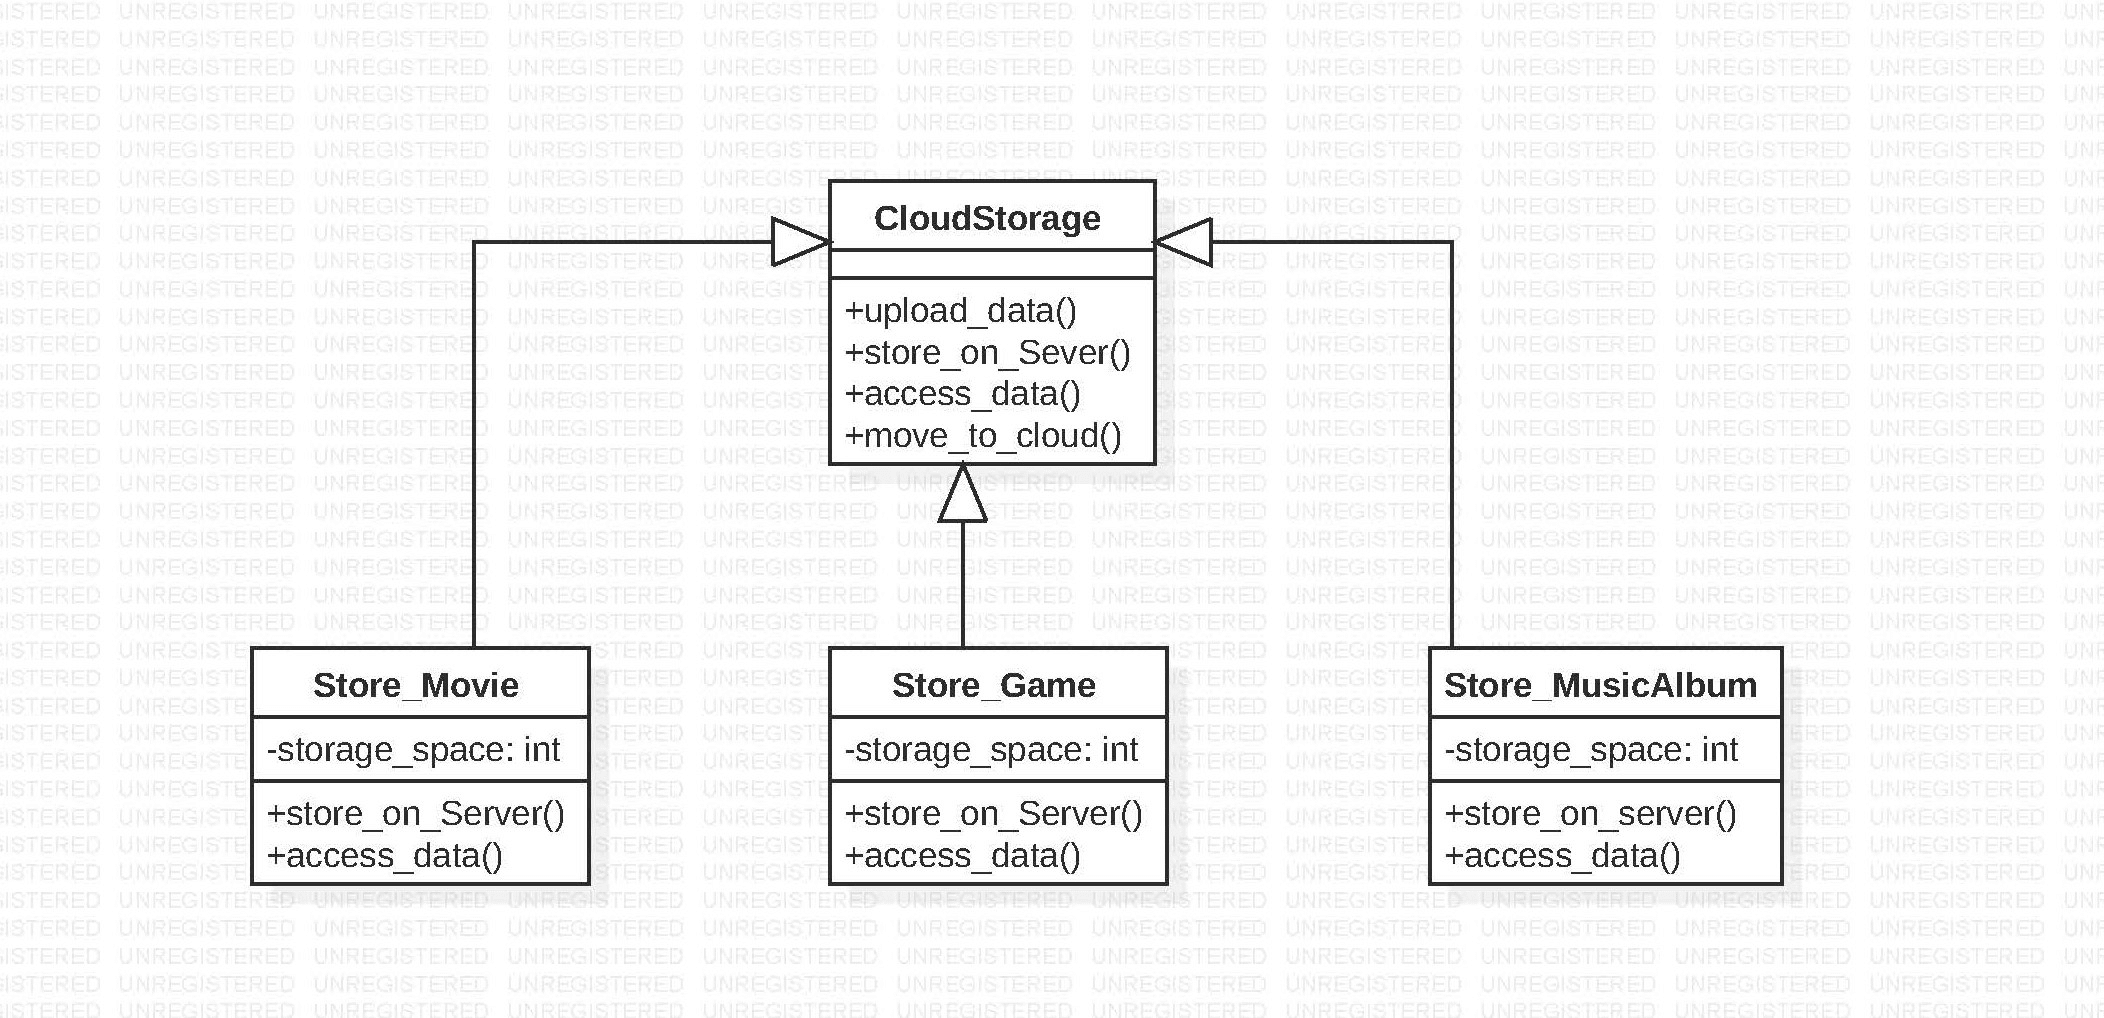 CloudStorage
+upload_data()
+store_on_Sever()
+access_data()
+move_to_cloud()
Store_Movie
-storage_space: int
+store_on_Server()
+access_data()
Store_Game
-storage_space: int
+store_on_Server()
+access_data()
Store_MusicAlbum
-storage_space: int
+store_on_server()
+access_data()
UNREGISTERED